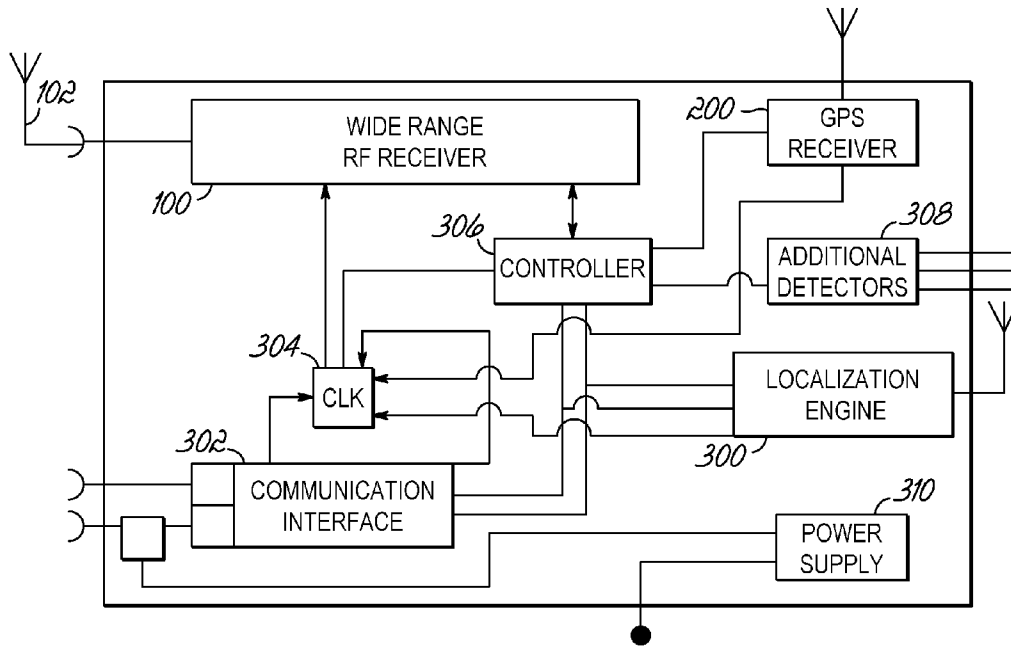 102
WIDE RANGE
RF RECEIVER
100
200
GPS
RECEIVER
306
CONTROLLER
308
ADDITIONAL
DETECTORS
304
CLK
LOCALIZATION
ENGINE
300
302
COMMUNICATION
INTERFACE
310
POWER
SUPPLY